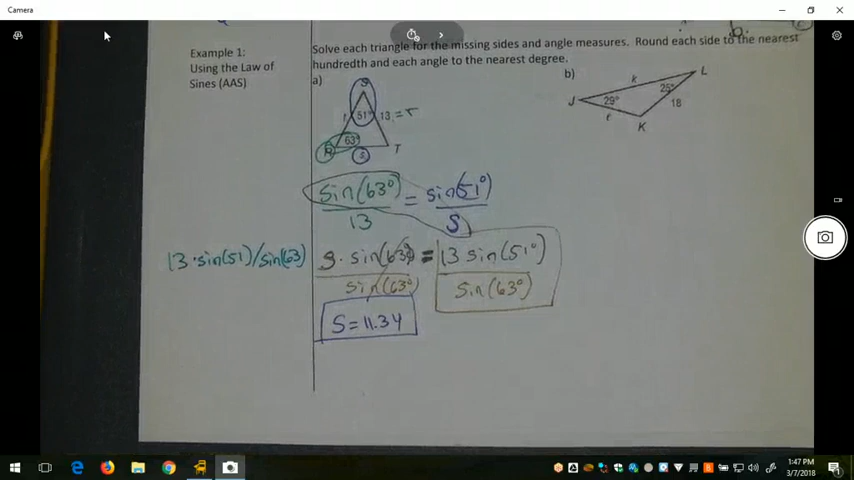 Camera
Example 1:
Using the Law of
Sines (AAS)
Solve each triangle for the missing sides and angle measures. Round each side to the nearest
hundredth and each angle to the nearest degree.
a)
S
51°
t
13 = r
63°
R
T
s
b)
L
k
25°
J
29°
18
ℓ
K
sin(63°) = sin(51°)
13 S
13·sin(51)/sin(63)
S· sin(63°) = 13 sin(51°)
sin(63°) sin(63°)
S = 11.34
1:47 PM
3/7/2018